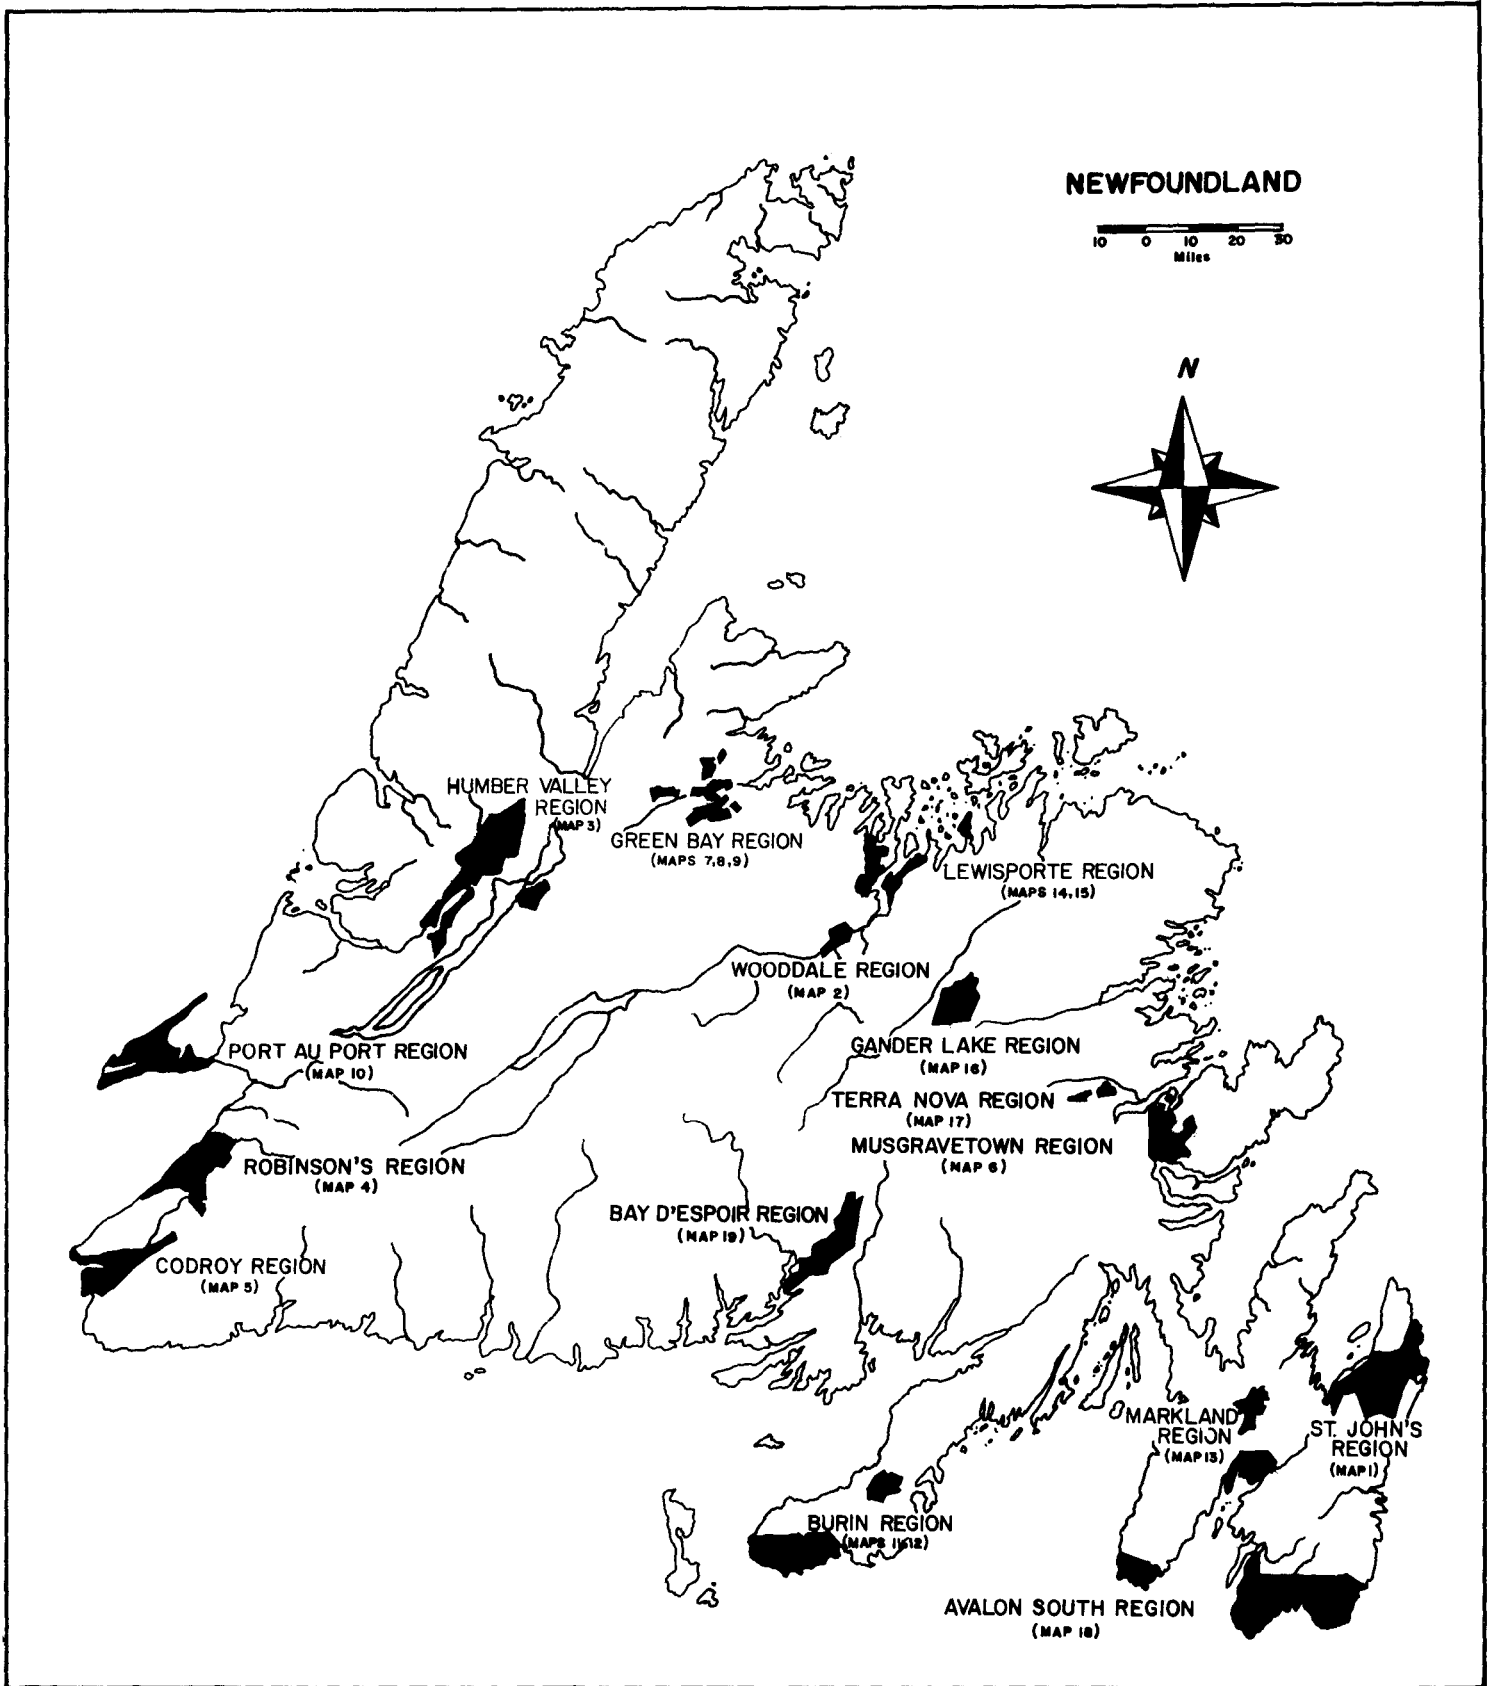 NEWFOUNDLAND
10 0 10 20 30
Miles
N
HUMBER VALLEY
REGION
(MAP 3)
GREEN BAY REGION
(MAPS 7,8,9)
LEWISPORTE REGION
(MAPS 14,15)
WOODDALE REGION
(MAP 2)
GANDER LAKE REGION
(MAP 16)
PORT AU PORT REGION
(MAP 10)
TERRA NOVA REGION
(MAP 17)
MUSGRAVETOWN REGION
(MAP 6)
ROBINSON'S REGION
(MAP 4)
BAY D'ESPOIR REGION
(MAP 19)
CODROY REGION
(MAP 5)
MARKLAND
REGION
(MAP 13)
ST. JOHN'S
REGION
(MAP 1)
BURIN REGION
(MAPS 11,12)
AVALON SOUTH REGION
(MAP 18)